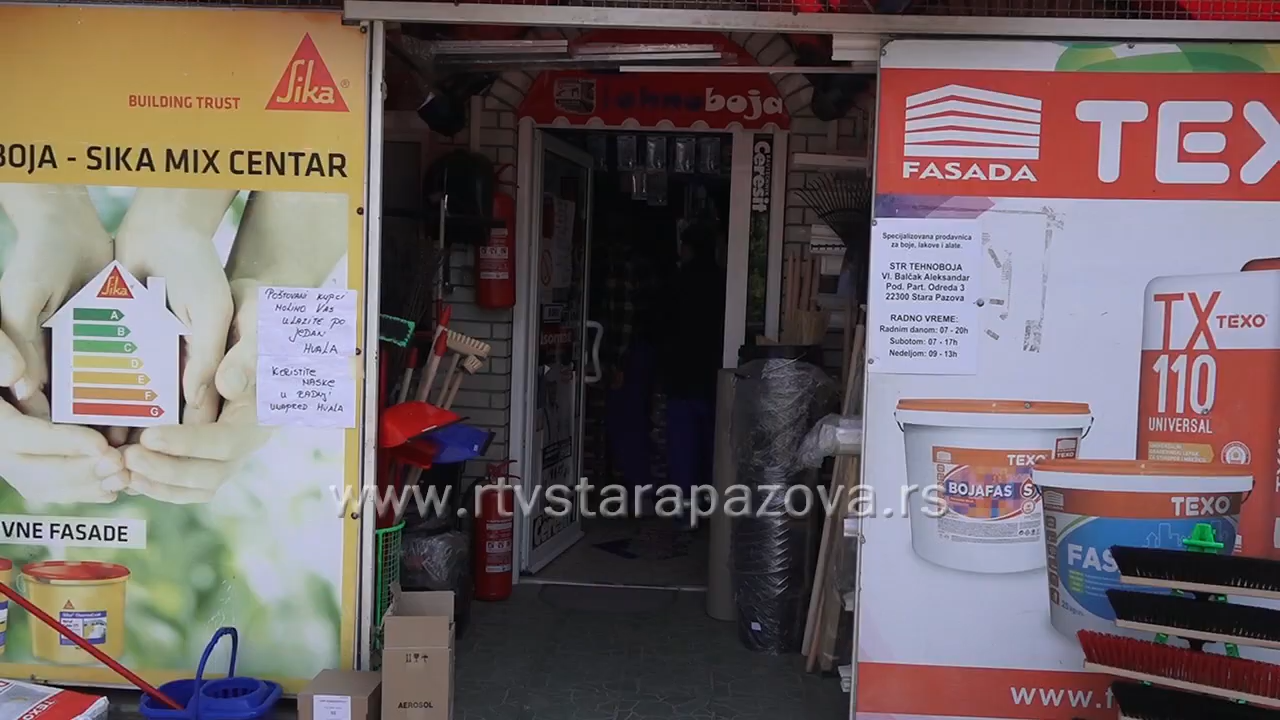 BUILDING TRUST
Sika
BOJA - SIKA MIX CENTAR
Sika
A
B
C
D
E
F
G
POŠTOVANI KUPCI
MOLIMO VAS
ULAZITE PO
JEDAN
HVALA
KORISTITE
MASKE
U RADNJI
UNAPRED HVALA
VNE FASADE
TEXO
AEROSOL
tehnoboja
Ceresit
Ceresit
www.rtvstarapazova.rs
FASADA
TEXO
Specijalizovana prodavnica
za boje, lakove i alate.
STR TEHNOBOJA
Vl. Balčak Aleksandar
Pod. Part. Odreda 3
22300 Stara Pazova
RADNO VREME:
Radnim danom: 07 - 20h
Subotom: 07 - 17h
Nedeljom: 09 - 13h
TX TEXO
110
UNIVERSAL
TEXO
BOJAFAS
TEXO
FAS
www.